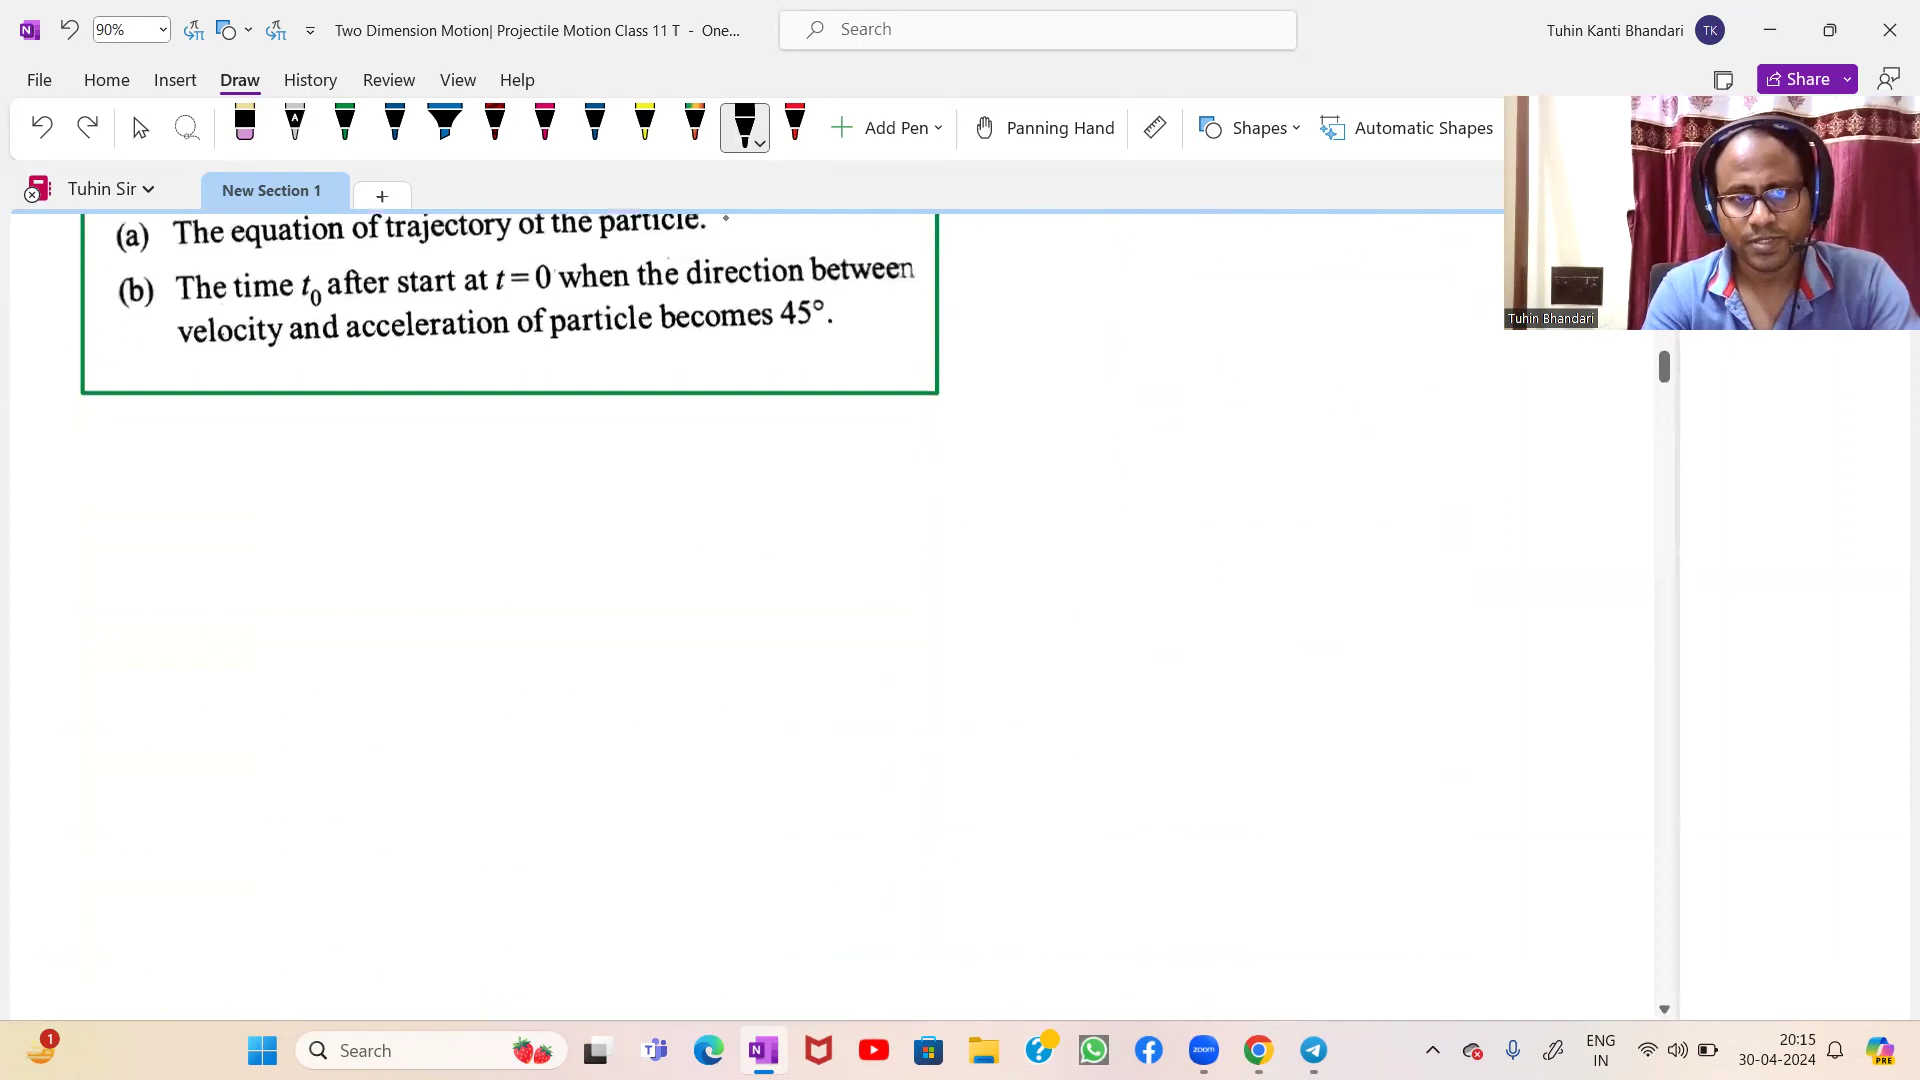 90%
Two Dimension Motion| Projectile Motion Class 11 T - One...
Search
Tuhin Kanti Bhandari
TK
File
Home
Insert
Draw
History
Review
View
Help
Share
A
Add Pen
Panning Hand
Shapes
Automatic Shapes
Tuhin Sir
New Section 1
+
Tuhin Bhandari
(a) The equation of trajectory of the particle.
(b) The time t₀ after start at t = 0 when the direction between
velocity and acceleration of particle becomes 45°.
1
Search
zoom
ENG
IN
20:15
30-04-2024
PRE